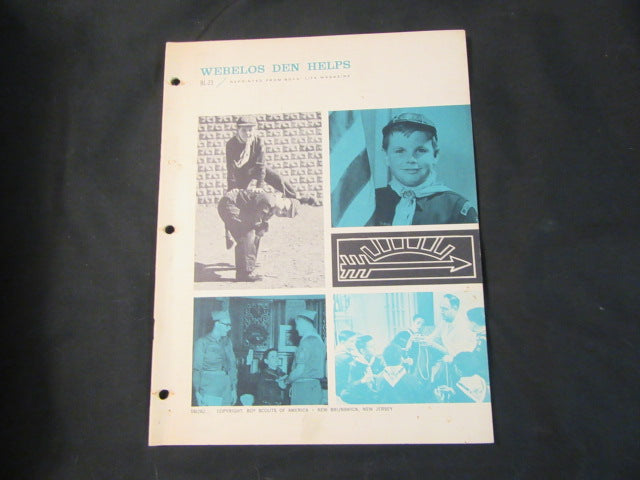 WEBELOS DEN HELPS
REPRINTED FROM BOYS' LIFE MAGAZINE
COPYRIGHT BOY SCOUTS OF AMERICA - NEW BRUNSWICK, NEW JERSEY